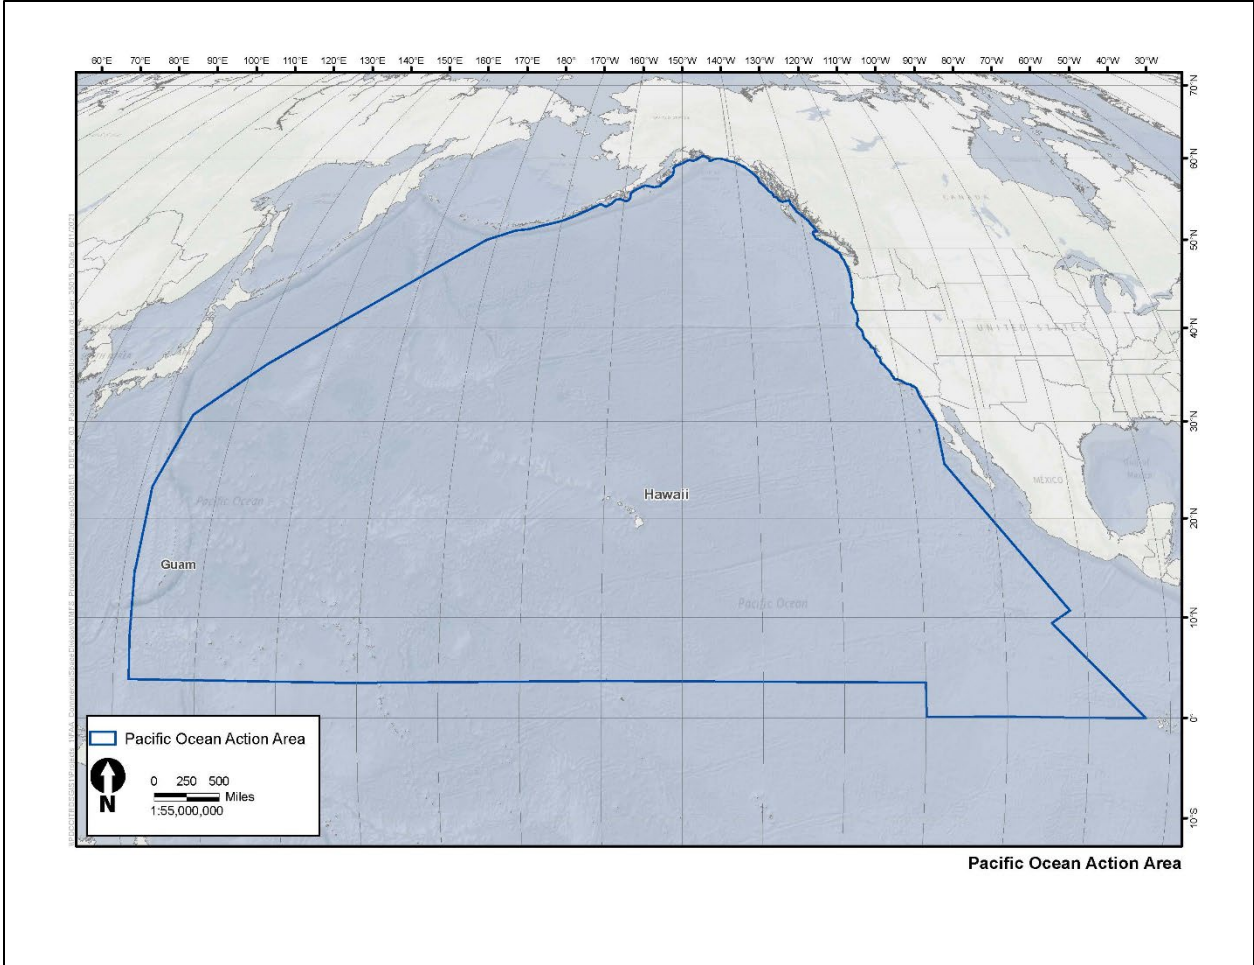 60°E 70°E 80°E 90°E 100°E 110°E 120°E 130°E 140°E 150°E 160°E 170°E 170°W 160°W 150°W 140°W 130°W 120°W 110°W 100°W 90°W 80°W 70°W 60°W 50°W 40°W 30°W
70°N
60°N
CANADA
50°N
UNITED STATES
40°N
30°N
MÉXICO
Pacific Ocean
Hawaii
20°N
Guam
Pacific Ocean
10°N
0°
Pacific Ocean Action Area
0 250 500
Miles
1:55,000,000
N
10°S
Pacific Ocean Action Area